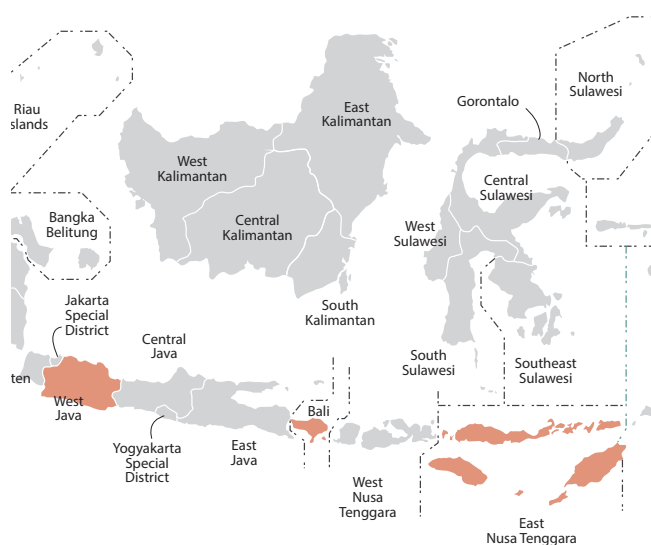 North
Sulawesi
Gorontalo
East
Kalimantan
Riau
slands
West
Kalimantan
Central
Sulawesi
Bangka
Belitung
Central
Kalimantan
West
Sulawesi
Jakarta
Special
District
South
Kalimantan
Central
Java
South
Sulawesi
Southeast
Sulawesi
ten
West
Java
Bali
Yogyakarta
Special
District
East
Java
West
Nusa
Tenggara
East
Nusa Tenggara